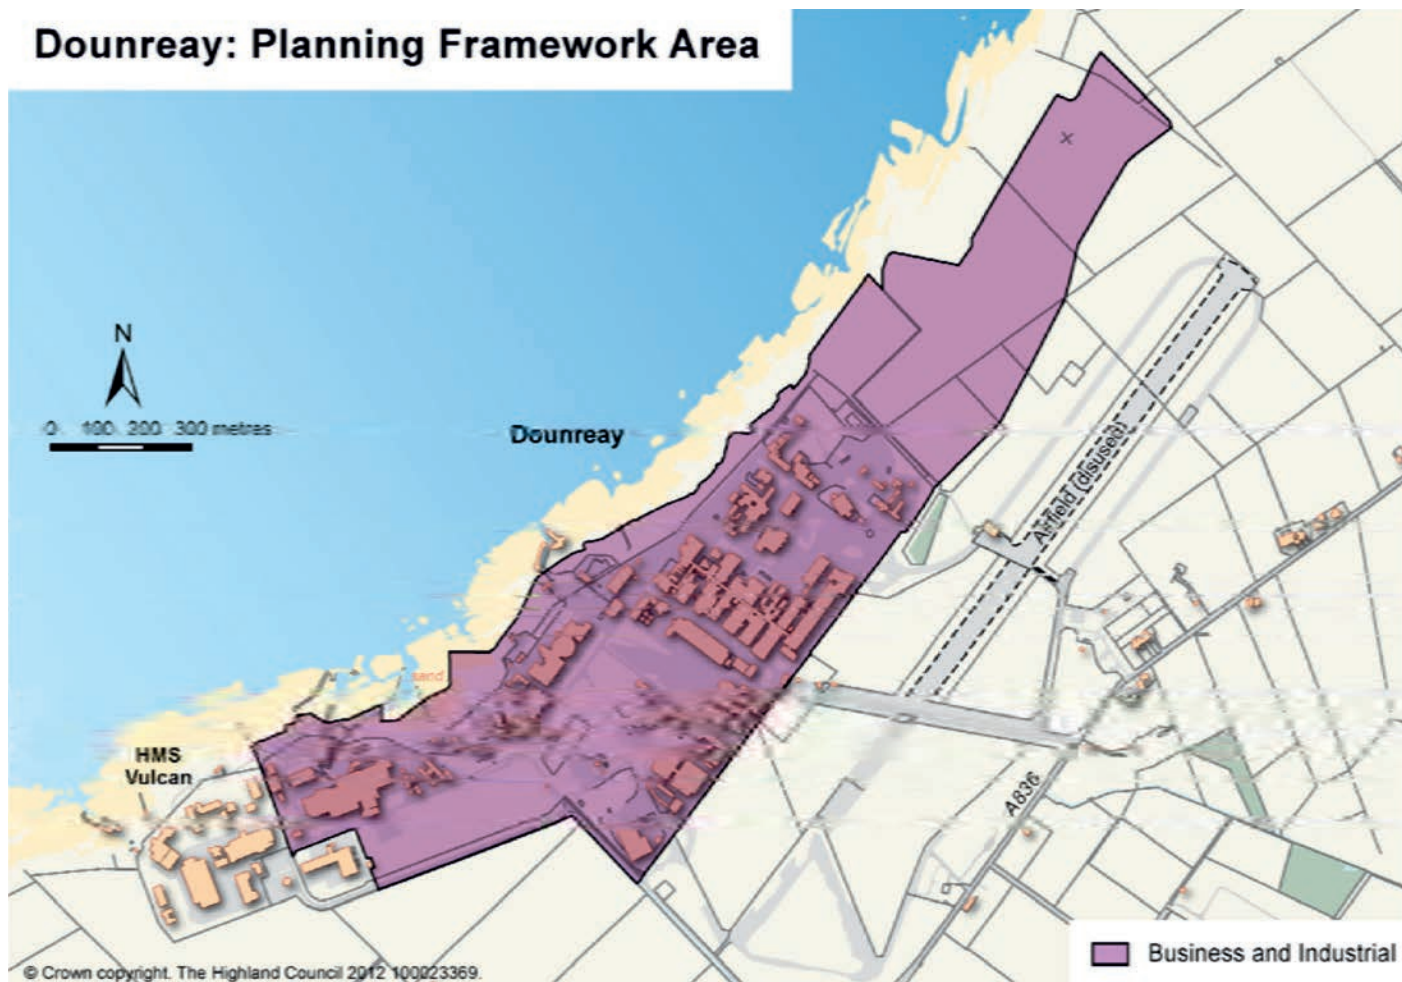 Dounreay: Planning Framework Area
N
0 100 200 300 metres
Dounreay
Airfield (disused)
sand
HMS
Vulcan
A836
Business and Industrial
© Crown copyright. The Highland Council 2012 100023369.